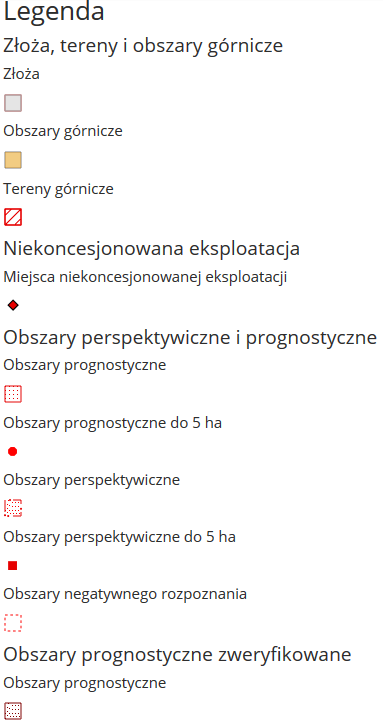 Legenda
Złoża, tereny i obszary górnicze
Złoża
Obszary górnicze
Tereny górnicze
Niekoncesjonowana eksploatacja
Miejsca niekoncesjonowanej eksploatacji
Obszary perspektywiczne i prognostyczne
Obszary prognostyczne
Obszary prognostyczne do 5 ha
Obszary perspektywiczne
Obszary perspektywiczne do 5 ha
Obszary negatywnego rozpoznania
Obszary prognostyczne zweryfikowane
Obszary prognostyczne